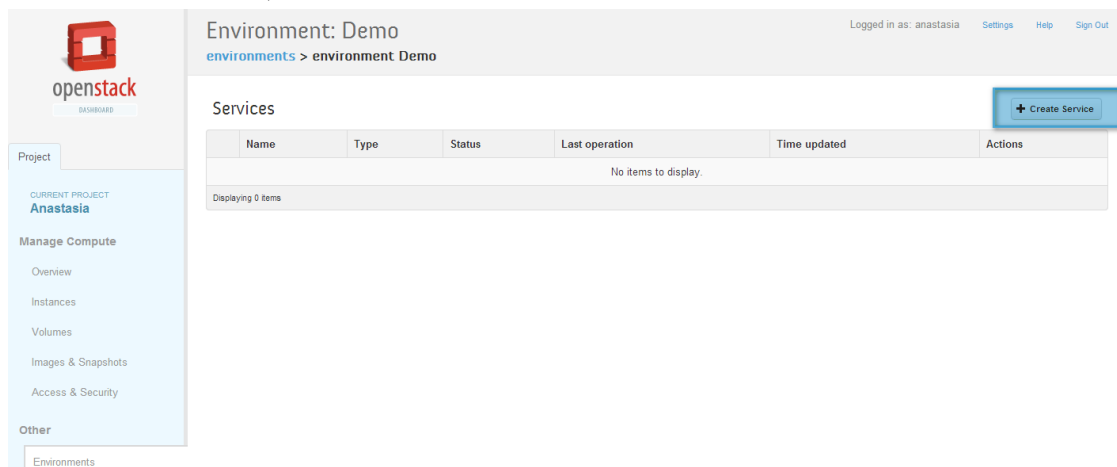 Environment: Demo
Logged in as: anastasia Settings Help Sign Out
environments > environment Demo
openstack
DASHBOARD
Services
+ Create Service
Name Type Status Last operation Time updated Actions
No items to display.
Displaying 0 items
Project
CURRENT PROJECT
Anastasia
Manage Compute
Overview
Instances
Volumes
Images & Snapshots
Access & Security
Other
Environments